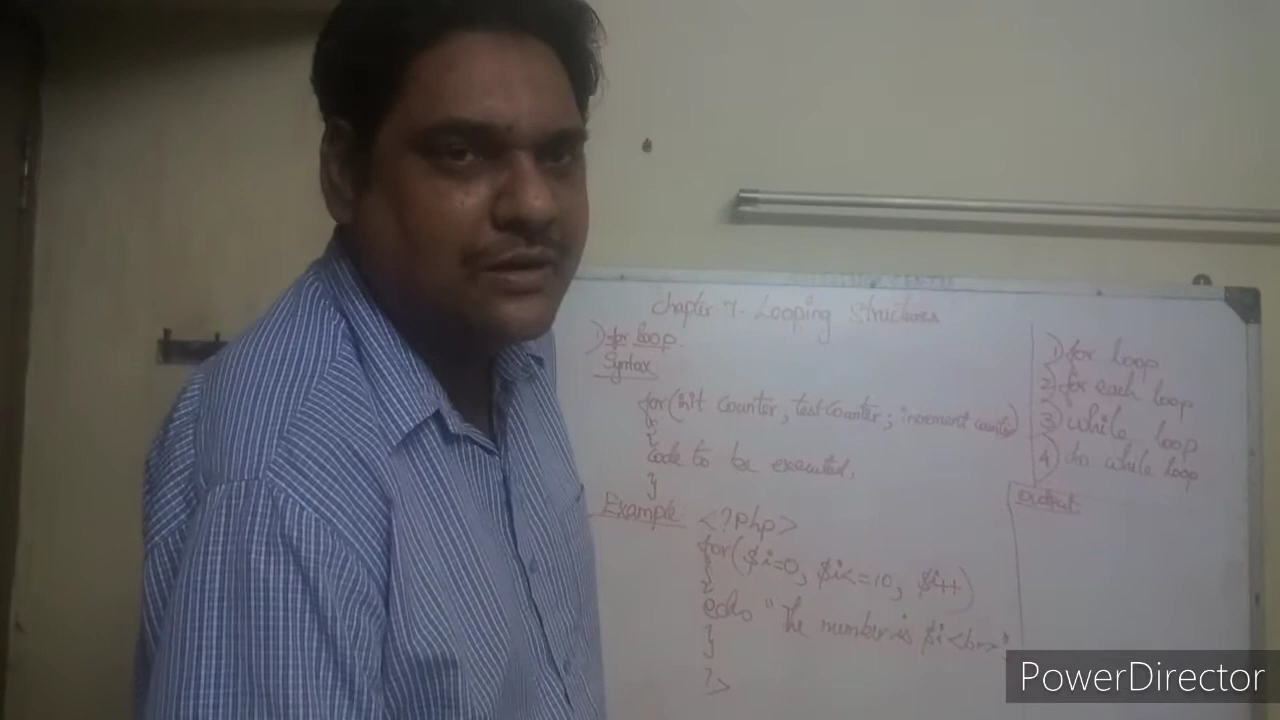 Chapter 7. Looping Structures
1) for loop.
Syntax
for(init counter, testcounter; increment counter)
{
code to be executed,
}
Example <?php>
for($i=0, $i<=10, $i++)
{
echo "The number is $i<br>"
}
?>
1) for loop
2) for each loop
3) while loop
4) do while loop
Output
PowerDirector